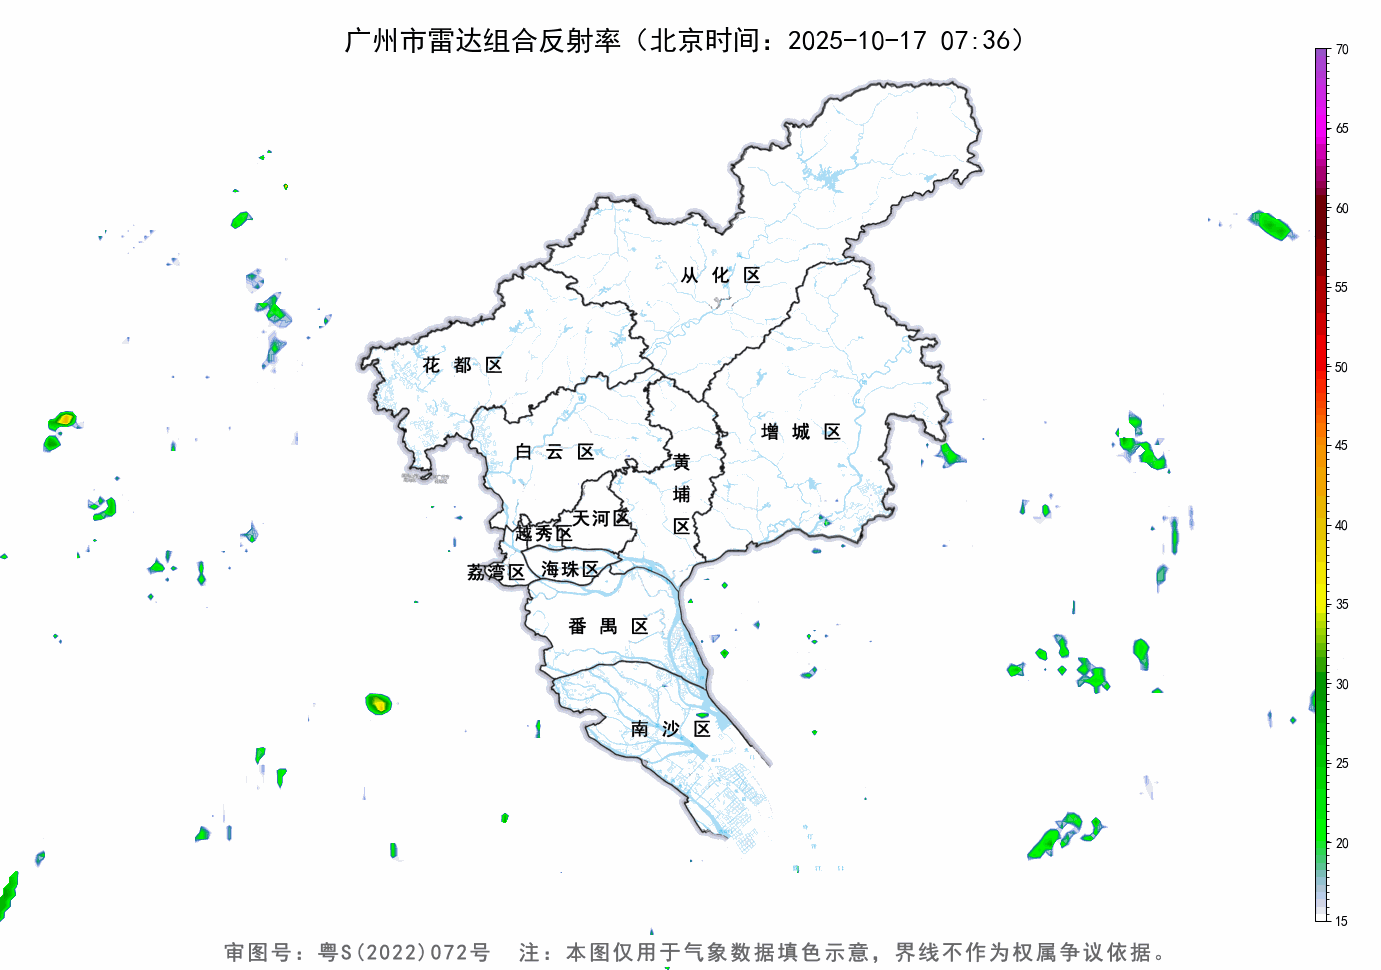 广州市雷达组合反射率（北京时间：2025-10-17 07:36）
70
65
60
55
50
45
40
35
30
25
20
15
从化区
花都区
增城区
白云区
黄埔区
天河区
越秀区
荔湾区
海珠区
番禺区
南沙区
审图号：粤S(2022)072号 注：本图仅用于气象数据填色示意，界线不作为权属争议依据。